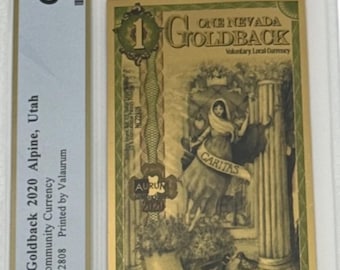 Goldback 2020 Alpine, Utah
Community Currency
2808 Printed by Valaurum
1
ONE NEVADA
GOLDBACK
Voluntary, Local Currency
CARITAS
AURUM